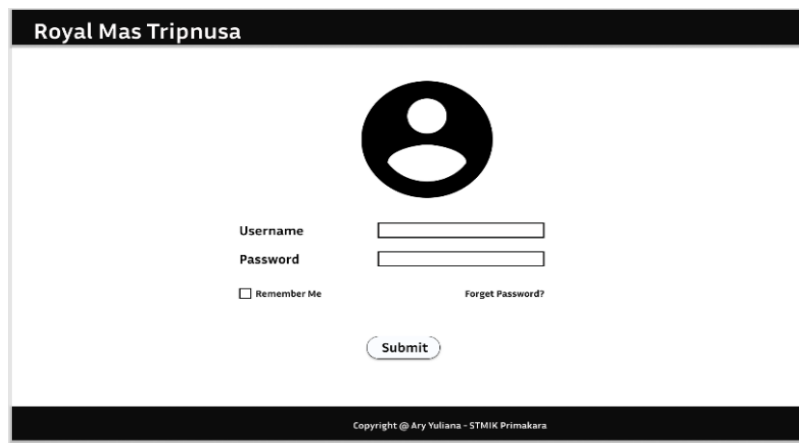 Royal Mas Tripnusa
Username
Password
Remember Me Forget Password?
Submit
Copyright @ Ary Yuliana - STMIK Primakara